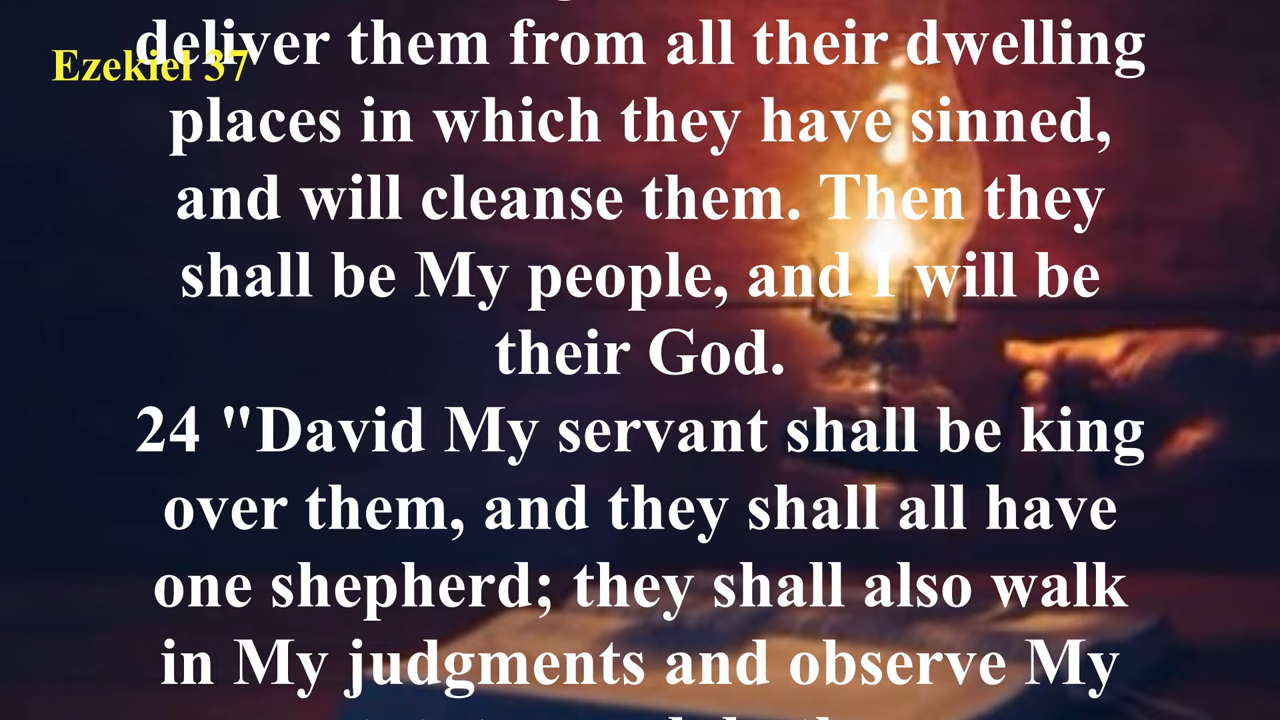 Ezekiel 37
deliver them from all their dwelling
places in which they have sinned,
and will cleanse them. Then they
shall be My people, and I will be
their God.
24 "David My servant shall be king
over them, and they shall all have
one shepherd; they shall also walk
in My judgments and observe My